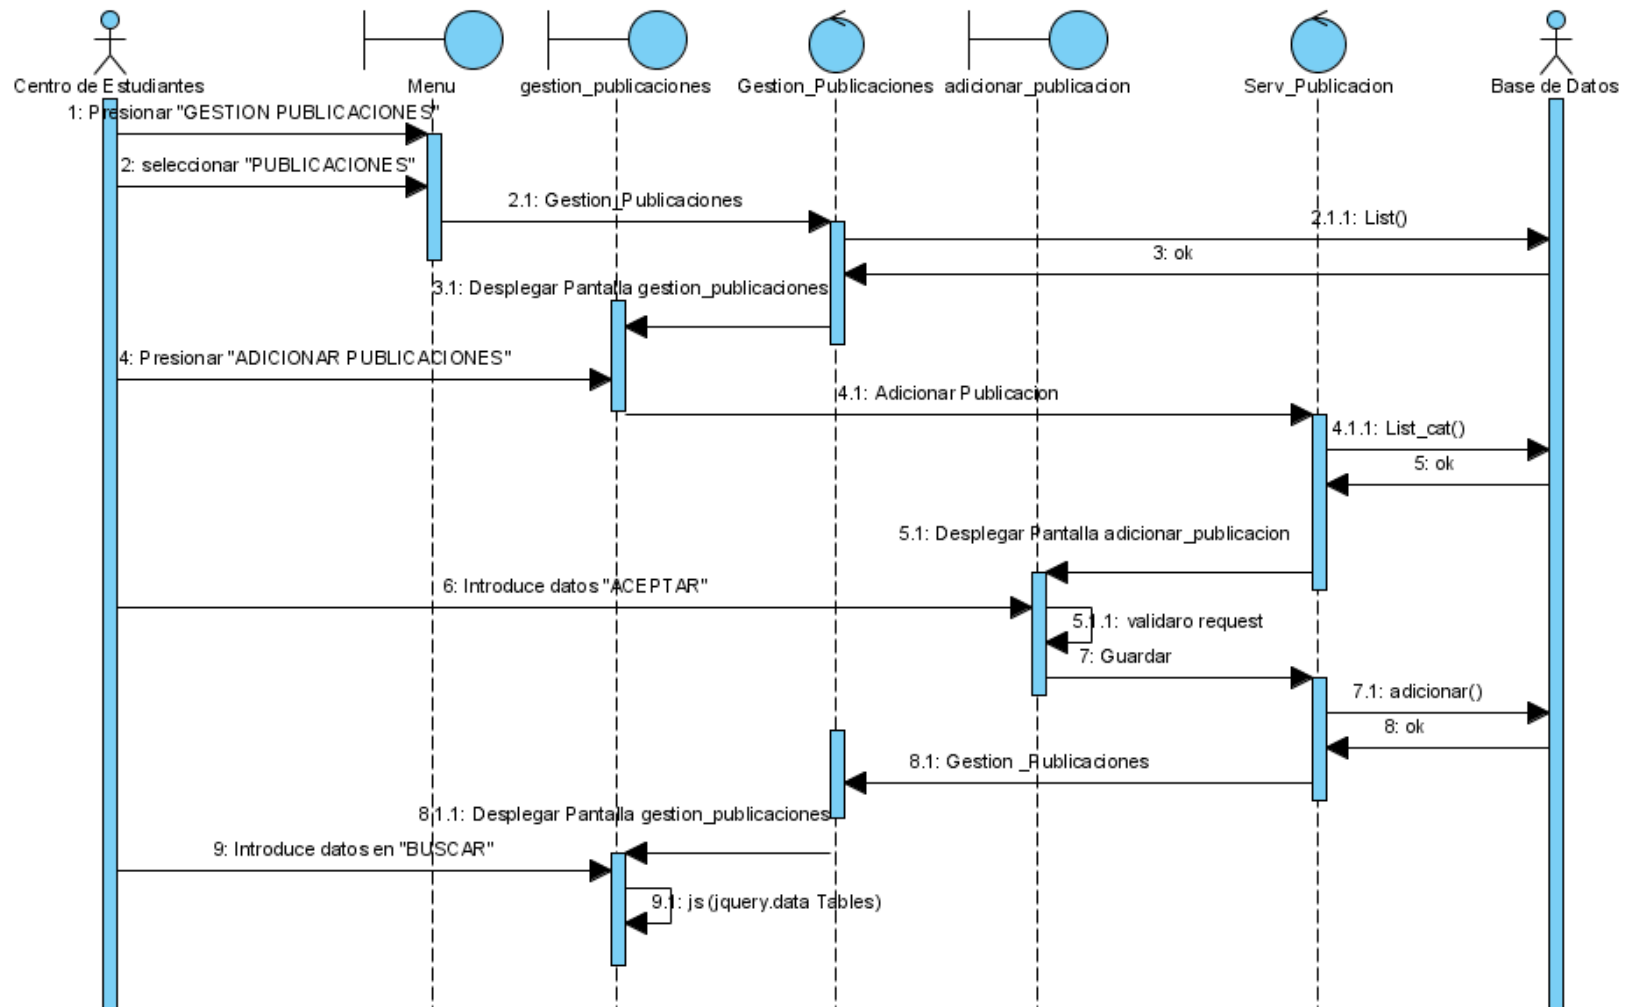 Centro de Estudiantes
Menu
gestion_publicaciones
Gestion_Publicaciones
adicionar_publicacion
Serv_Publicacion
Base de Datos
1: Presionar "GESTION PUBLICACIONES"
2: seleccionar "PUBLICACIONES"
2.1: Gestion_Publicaciones
2.1.1: List()
3: ok
3.1: Desplegar Pantalla gestion_publicaciones
4: Presionar "ADICIONAR PUBLICACIONES"
4.1: Adicionar Publicacion
4.1.1: List_cat()
5: ok
5.1: Desplegar Pantalla adicionar_publicacion
6: Introduce datos "ACEPTAR"
5.1.1: validaro request
7: Guardar
7.1: adicionar()
8: ok
8.1: Gestion _Publicaciones
8.1.1: Desplegar Pantalla gestion_publicaciones
9: Introduce datos en "BUSCAR"
9.1: js (jquery.data Tables)